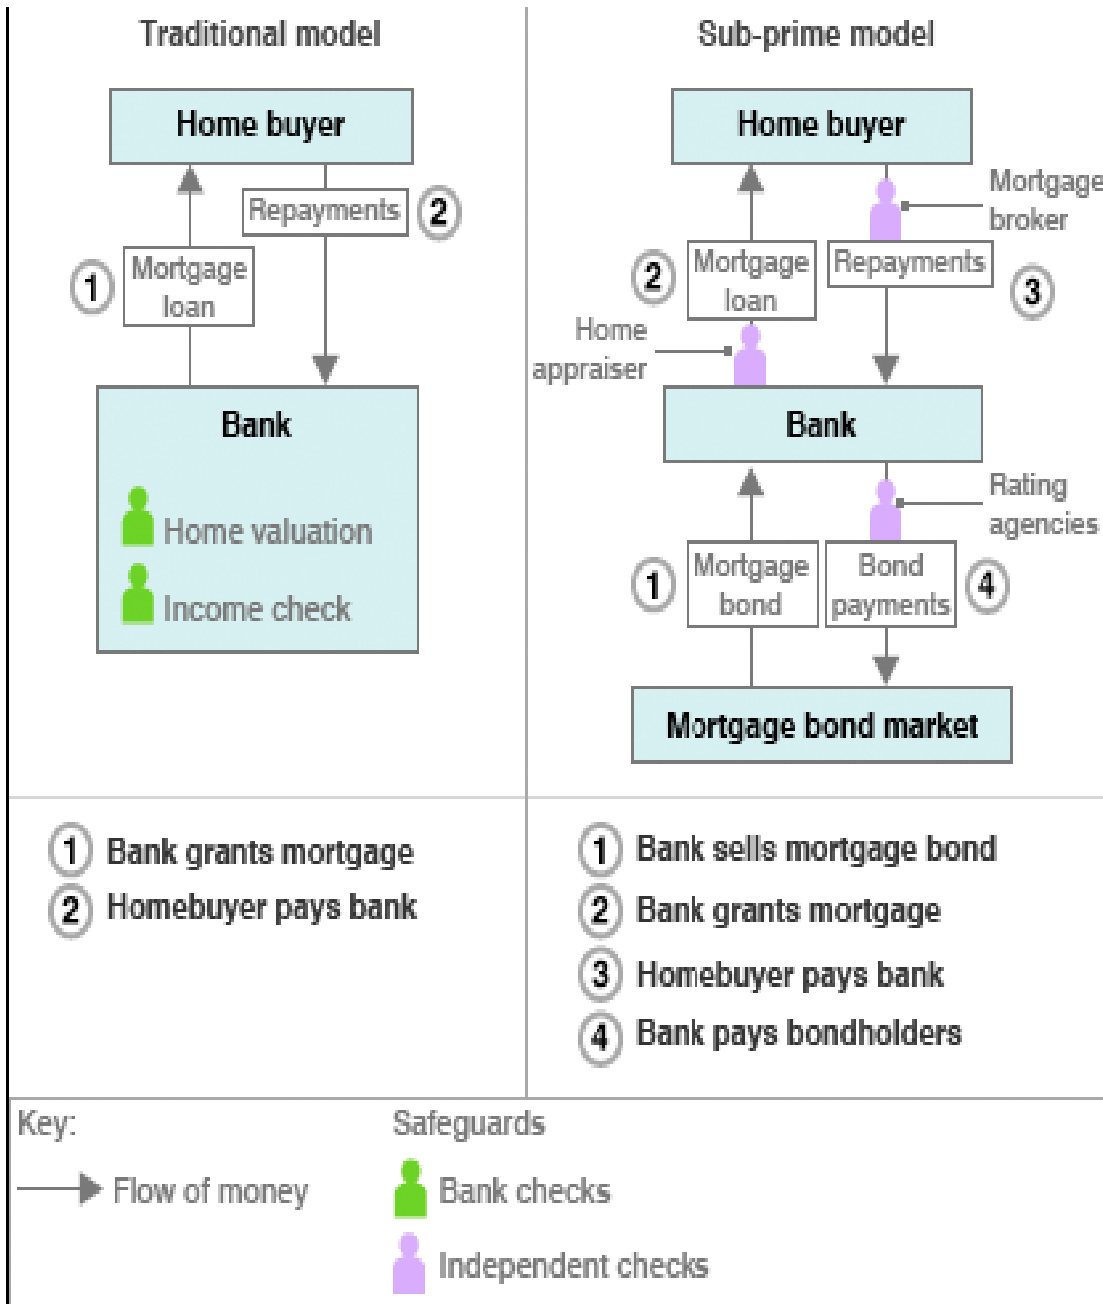 Traditional model
Home buyer
Repayments
2
1
Mortgage
loan
Bank
Home valuation
Income check
Sub-prime model
Home buyer
Mortgage
broker
2
Mortgage
loan
Repayments
3
Home
appraiser
Bank
Rating
agencies
1
Mortgage
bond
Bond
payments
4
Mortgage bond market
1 Bank grants mortgage
2 Homebuyer pays bank
1 Bank sells mortgage bond
2 Bank grants mortgage
3 Homebuyer pays bank
4 Bank pays bondholders
Key:
Flow of money
Safeguards
Bank checks
Independent checks